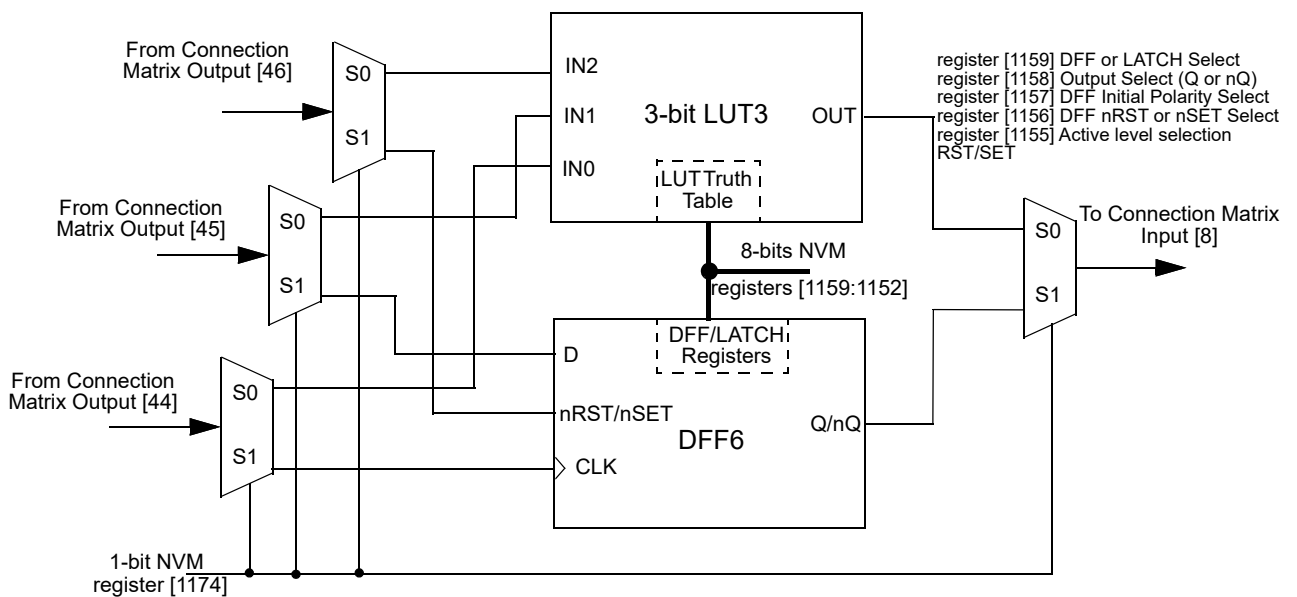 From Connection
Matrix Output [46]
S0
S1
From Connection
Matrix Output [45]
S0
S1
From Connection
Matrix Output [44]
S0
S1
1-bit NVM
register [1174]
IN2
IN1
IN0
3-bit LUT3
OUT
LUT Truth
Table
8-bits NVM
registers [1159:1152]
DFF/LATCH
Registers
D
nRST/nSET
CLK
DFF6
Q/nQ
register [1159] DFF or LATCH Select
register [1158] Output Select (Q or nQ)
register [1157] DFF Initial Polarity Select
register [1156] DFF nRST or nSET Select
register [1155] Active level selection
RST/SET
S0
S1
To Connection Matrix
Input [8]